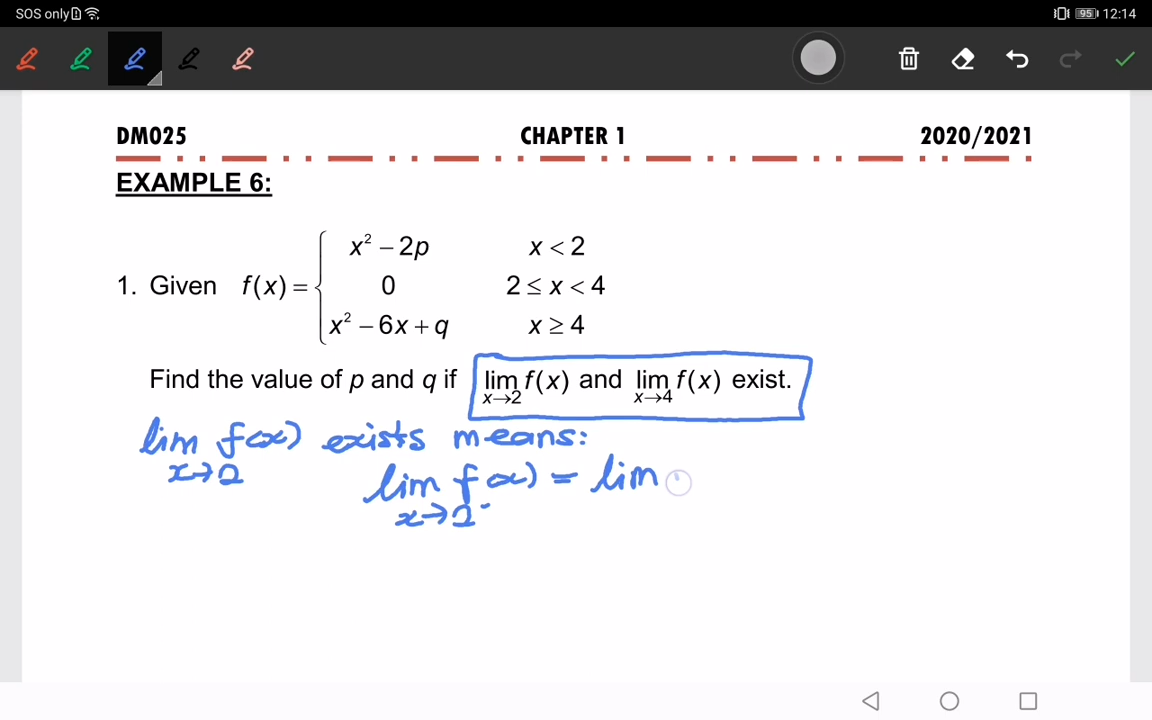 SOS only 95 12:14
DM025 CHAPTER 1 2020/2021
EXAMPLE 6:
1. Given f(x) = { x² − 2p x < 2
0 2 ≤ x < 4
x² − 6x + q x ≥ 4
Find the value of p and q if lim x→2 f(x) and lim x→4 f(x) exist.
lim x→2 f(x) exists means:
lim x→2⁻ f(x) = lim